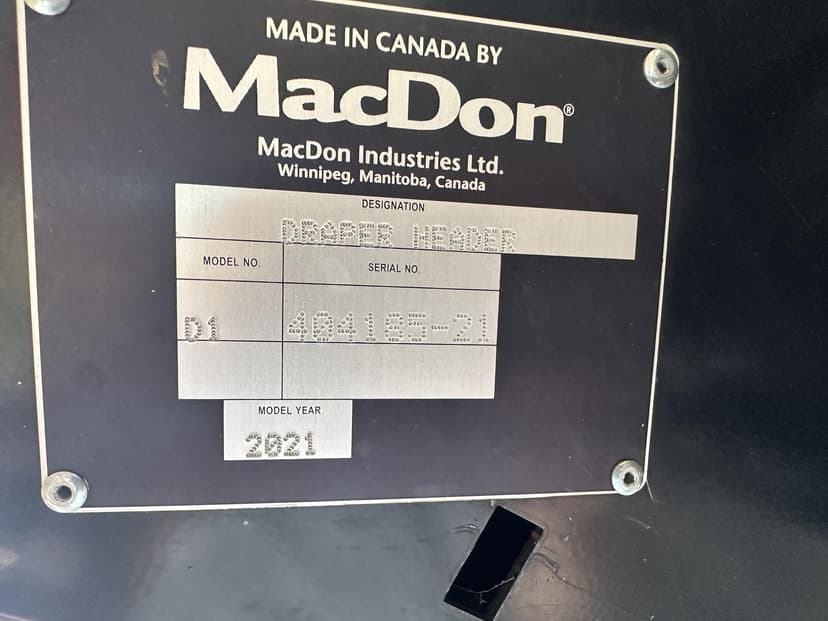 MADE IN CANADA BY
MacDon®
MacDon Industries Ltd.
Winnipeg, Manitoba, Canada
DESIGNATION
DRAPER HEADER
MODEL NO. SERIAL NO.
D1 404165-21
MODEL YEAR
2021